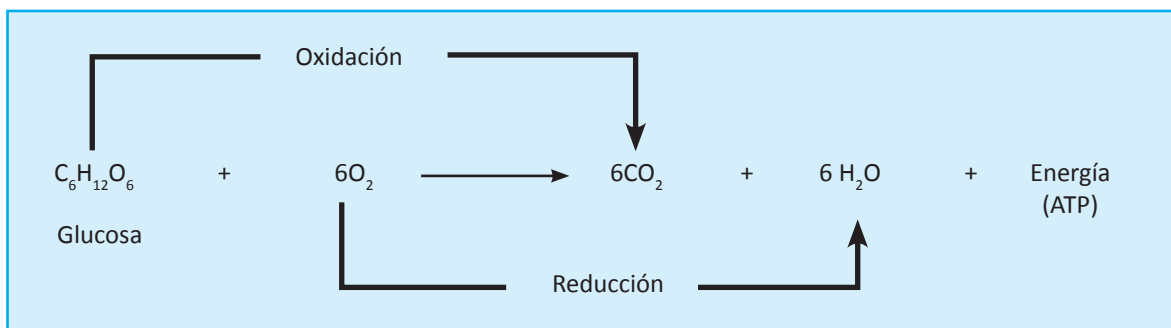 Oxidación
C₆H₁₂O₆ + 6O₂ 6CO₂ + 6 H₂O + Energía
(ATP)
Glucosa
Reducción